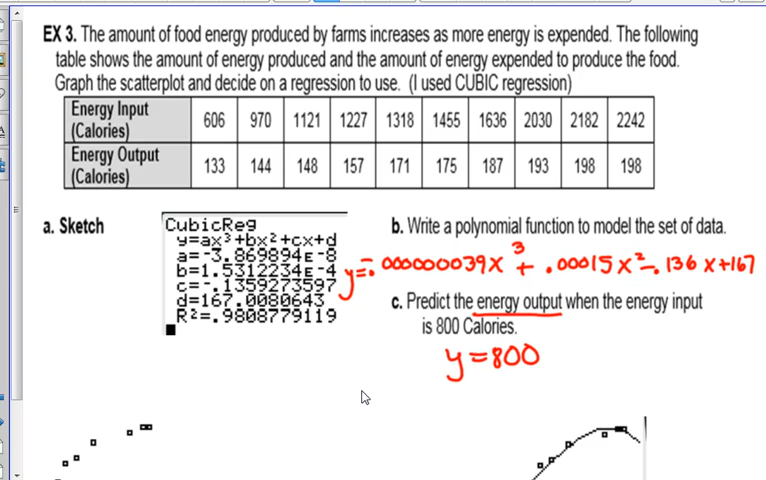 EX 3. The amount of food energy produced by farms increases as more energy is expended. The following
table shows the amount of energy produced and the amount of energy expended to produce the food.
Graph the scatterplot and decide on a regression to use. (I used CUBIC regression)
Energy Input (Calories) 606 970 1121 1227 1318 1455 1636 2030 2182 2242
Energy Output (Calories) 133 144 148 157 171 175 187 193 198 198
a. Sketch
CubicReg
y=ax³+bx²+cx+d
a=-3.869894E-8
b=1.5312234E-4
c=-.1359273597
d=167.0080643
R²=.9808779119
b. Write a polynomial function to model the set of data.
y=-.000000039x³+.00015x²-.136x+167
c. Predict the energy output when the energy input
is 800 Calories.
y=800